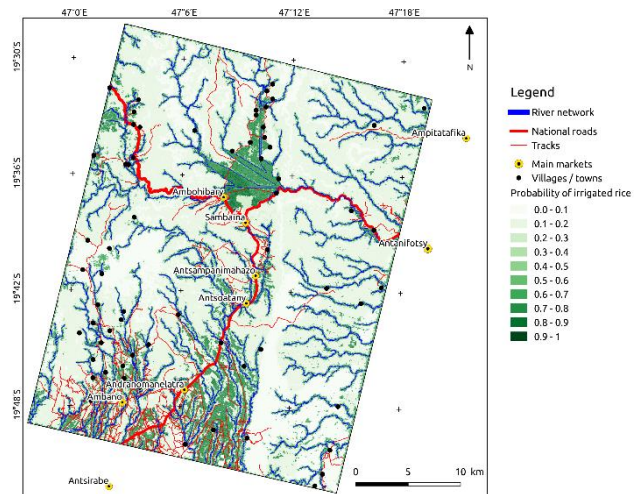 47°0'E 47°6'E 47°12'E 47°18'E
19°30'S
N
19°36'S
19°42'S
19°48'S
Ampitatafika
Ambohibary
Sambaina
Antanifotsy
Antsampanimahazo
Antsoatany
Andranomanelatra
Ambano
Antsirabe
0 5 10 km
Legend
River network
National roads
Tracks
Main markets
Villages / towns
Probability of irrigated rice
0.0 - 0.1
0.1 - 0.2
0.2 - 0.3
0.3 - 0.4
0.4 - 0.5
0.5 - 0.6
0.6 - 0.7
0.7 - 0.8
0.8 - 0.9
0.9 - 1